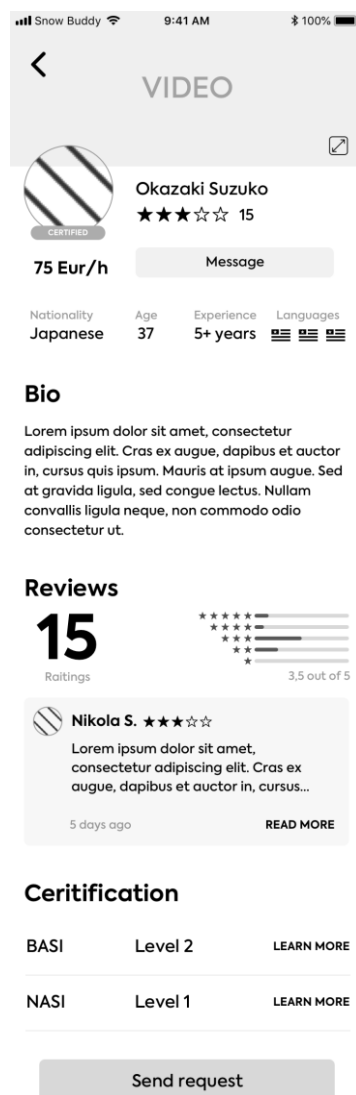 Snow Buddy 9:41 AM 100%
VIDEO
Okazaki Suzuko
15
CERTIFIED
75 Eur/h
Message
Nationality Age Experience Languages
Japanese 37 5+ years
Bio
Lorem ipsum dolor sit amet, consectetur
adipiscing elit. Cras ex augue, dapibus et auctor
in, cursus quis ipsum. Mauris at ipsum augue. Sed
at gravida ligula, sed congue lectus. Nullam
convallis ligula neque, non commodo odio
consectetur ut.
Reviews
15
Raitings
3,5 out of 5
Nikola S.
Lorem ipsum dolor sit amet,
consectetur adipiscing elit. Cras ex
augue, dapibus et auctor in, cursus...
5 days ago READ MORE
Ceritification
BASI Level 2 LEARN MORE
NASI Level 1 LEARN MORE
Send request